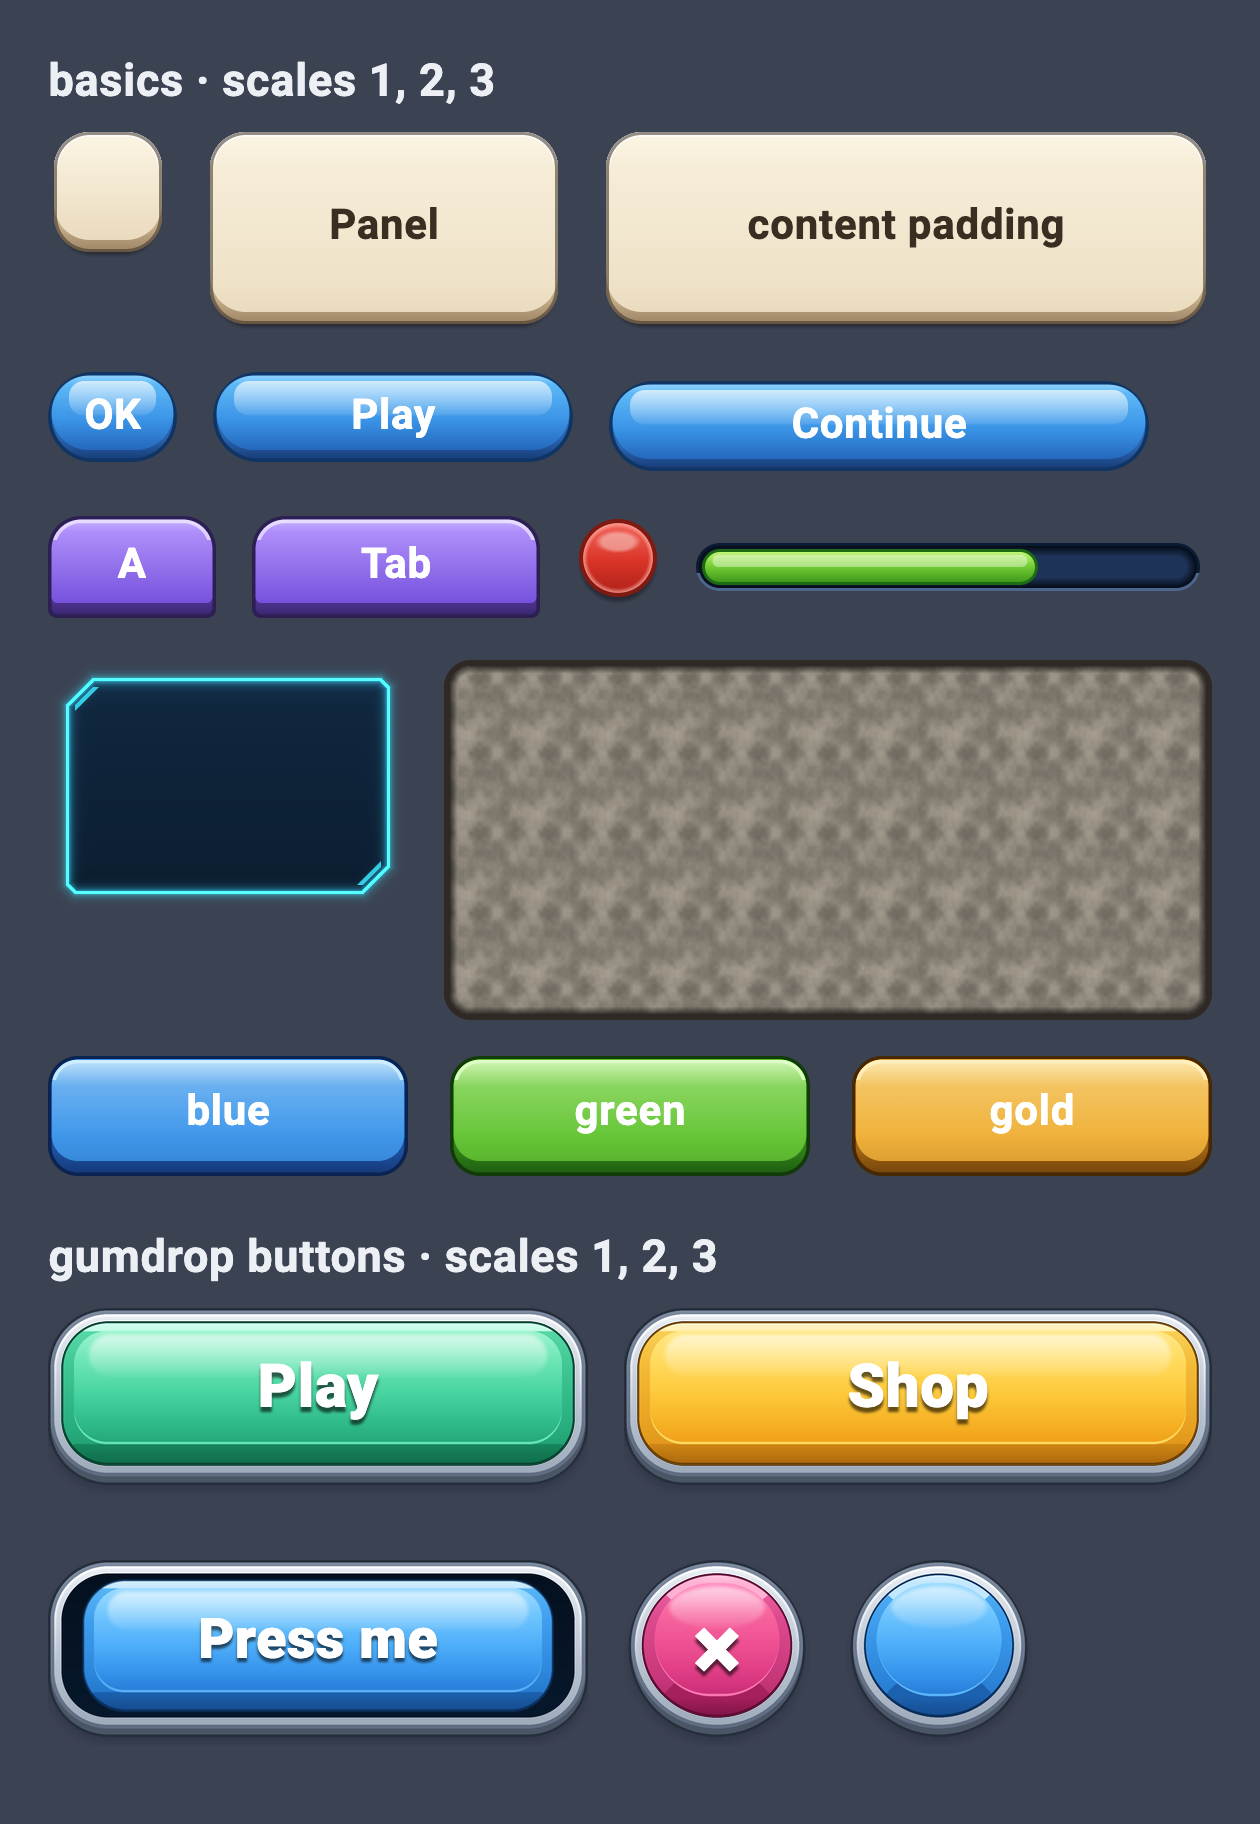 basics · scales 1, 2, 3
Panel
content padding
OK
Play
Continue
A
Tab
blue
green
gold
gumdrop buttons · scales 1, 2, 3
Play
Shop
Press me